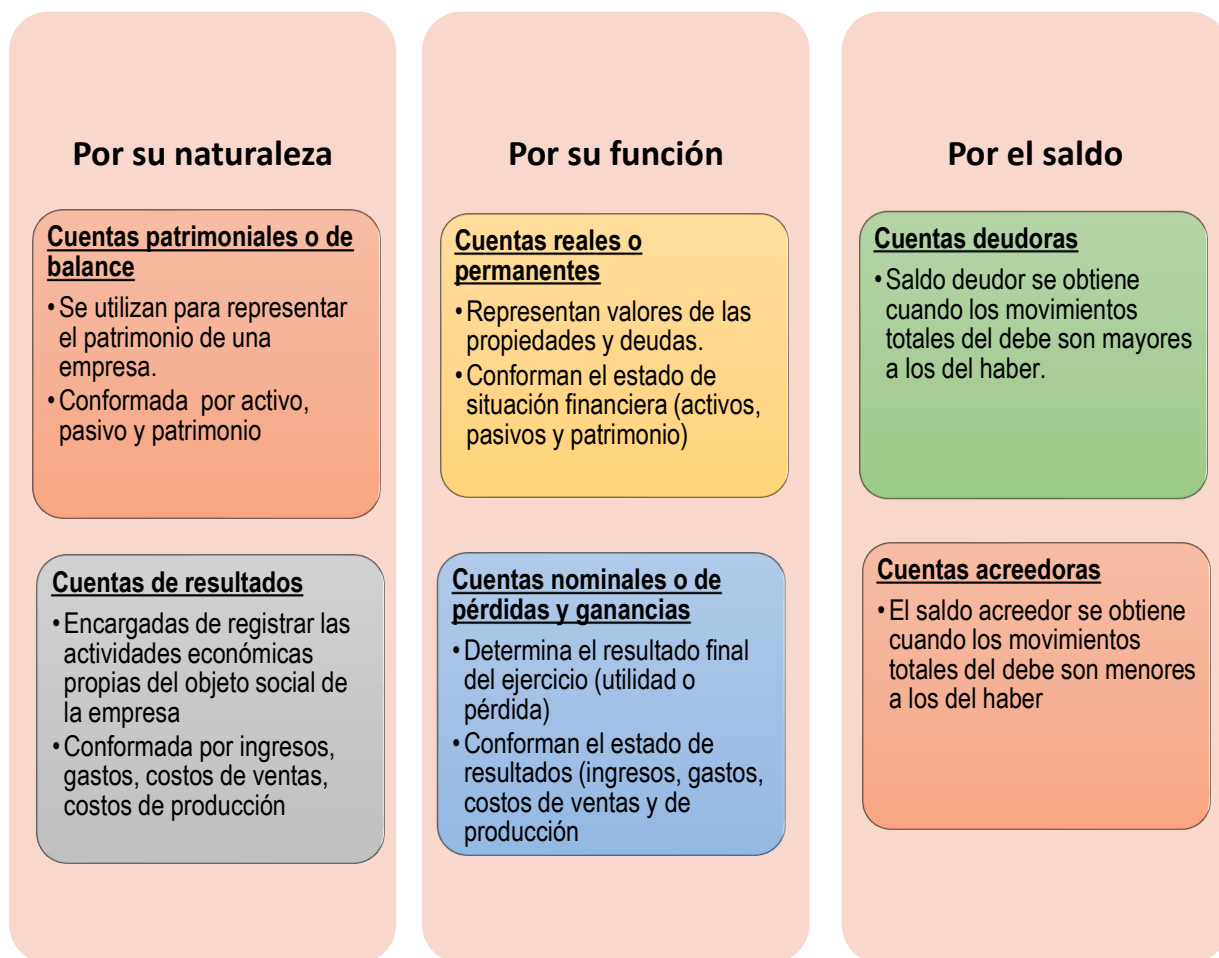 Por su naturaleza
Cuentas patrimoniales o de
balance
•Se utilizan para representar
el patrimonio de una
empresa.
•Conformada por activo,
pasivo y patrimonio
Cuentas de resultados
•Encargadas de registrar las
actividades económicas
propias del objeto social de
la empresa
•Conformada por ingresos,
gastos, costos de ventas,
costos de producción
Por su función
Cuentas reales o
permanentes
•Representan valores de las
propiedades y deudas.
•Conforman el estado de
situación financiera (activos,
pasivos y patrimonio)
Cuentas nominales o de
pérdidas y ganancias
•Determina el resultado final
del ejercicio (utilidad o
pérdida)
•Conforman el estado de
resultados (ingresos, gastos,
costos de ventas y de
producción
Por el saldo
Cuentas deudoras
•Saldo deudor se obtiene
cuando los movimientos
totales del debe son mayores
a los del haber.
Cuentas acreedoras
•El saldo acreedor se obtiene
cuando los movimientos
totales del debe son menores
a los del haber